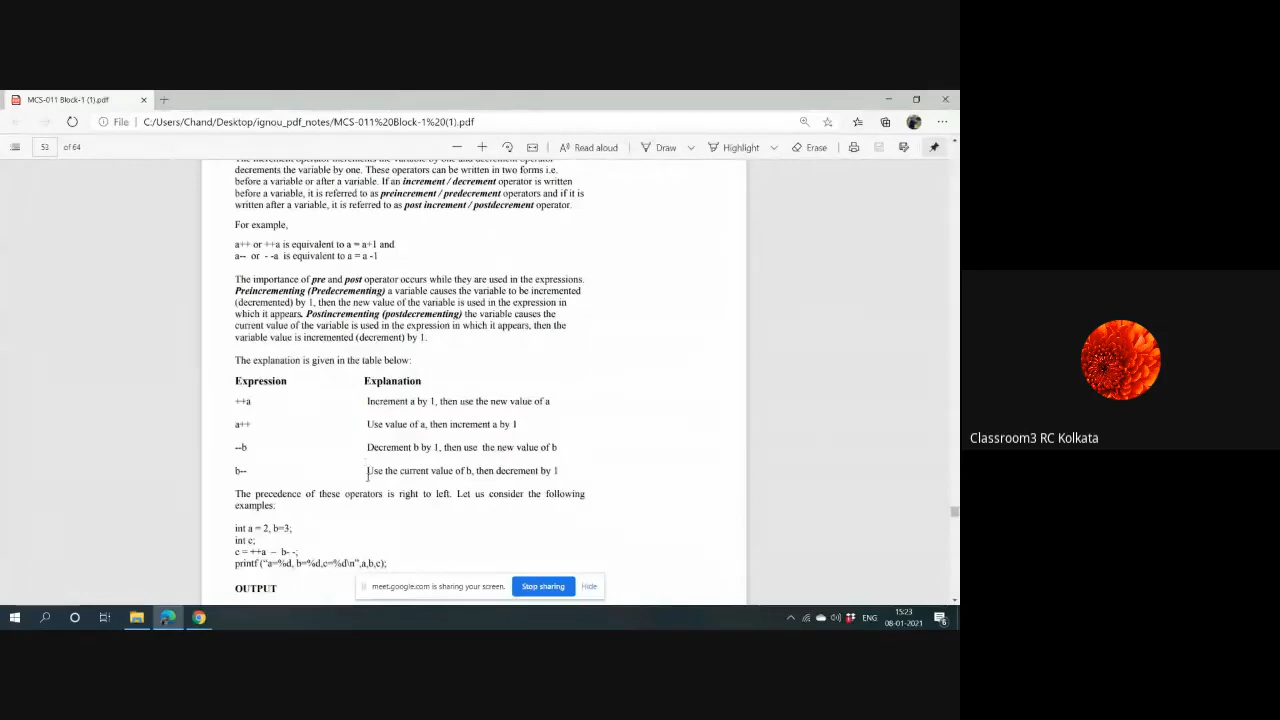 MCS-011 Block-1 (1).pdf
File C:/Users/Chand/Desktop/ignou_pdf_notes/MCS-011%20Block-1%20(1).pdf
53 of 64 Read aloud Draw Highlight Erase
The increment operator increments the variable by one and decrement operator
decrements the variable by one. These operators can be written in two forms i.e.
before a variable or after a variable. If an increment / decrement operator is written
before a variable, it is referred to as preincrement / predecrement operators and if it is
written after a variable, it is referred to as post increment / postdecrement operator.
For example,
a++ or ++a is equivalent to a = a+1 and
a-- or - -a is equivalent to a = a -1
The importance of pre and post operator occurs while they are used in the expressions.
Preincrementing (Predecrementing) a variable causes the variable to be incremented
(decremented) by 1, then the new value of the variable is used in the expression in
which it appears. Postincrementing (postdecrementing) the variable causes the
current value of the variable is used in the expression in which it appears, then the
variable value is incremented (decrement) by 1.
The explanation is given in the table below:
Expression Explanation
++a Increment a by 1, then use the new value of a
a++ Use value of a, then increment a by 1
--b Decrement b by 1, then use the new value of b
b-- Use the current value of b, then decrement by 1
The precedence of these operators is right to left. Let us consider the following
examples:
int a = 2, b=3;
int c;
c = ++a – b- -;
printf (“a=%d, b=%d,c=%d\n”,a,b,c);
OUTPUT
meet.google.com is sharing your screen. Stop sharing Hide
ENG 15:23
08-01-2021
Classroom3 RC Kolkata